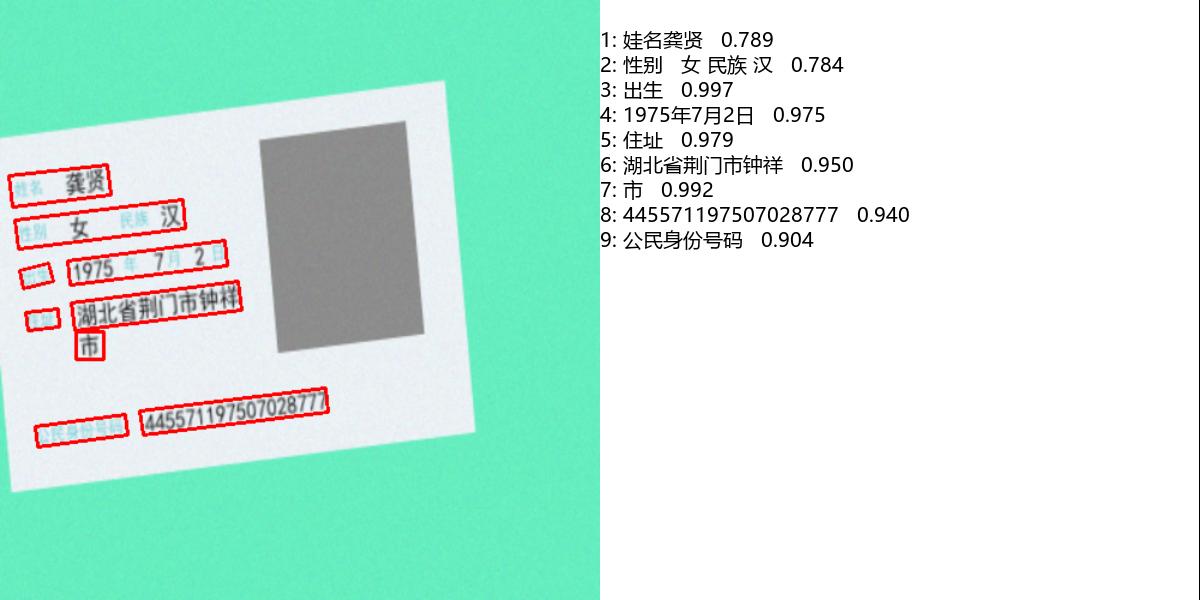 姓名 龚贤
性别 女 民族 汉
出生 1975 年 7 月 2 日
住址 湖北省荆门市钟祥
市
公民身份号码 445571197507028777
1: 娃名龚贤 0.789
2: 性别 女 民族 汉 0.784
3: 出生 0.997
4: 1975年7月2日 0.975
5: 住址 0.979
6: 湖北省荆门市钟祥 0.950
7: 市 0.992
8: 445571197507028777 0.940
9: 公民身份号码 0.904